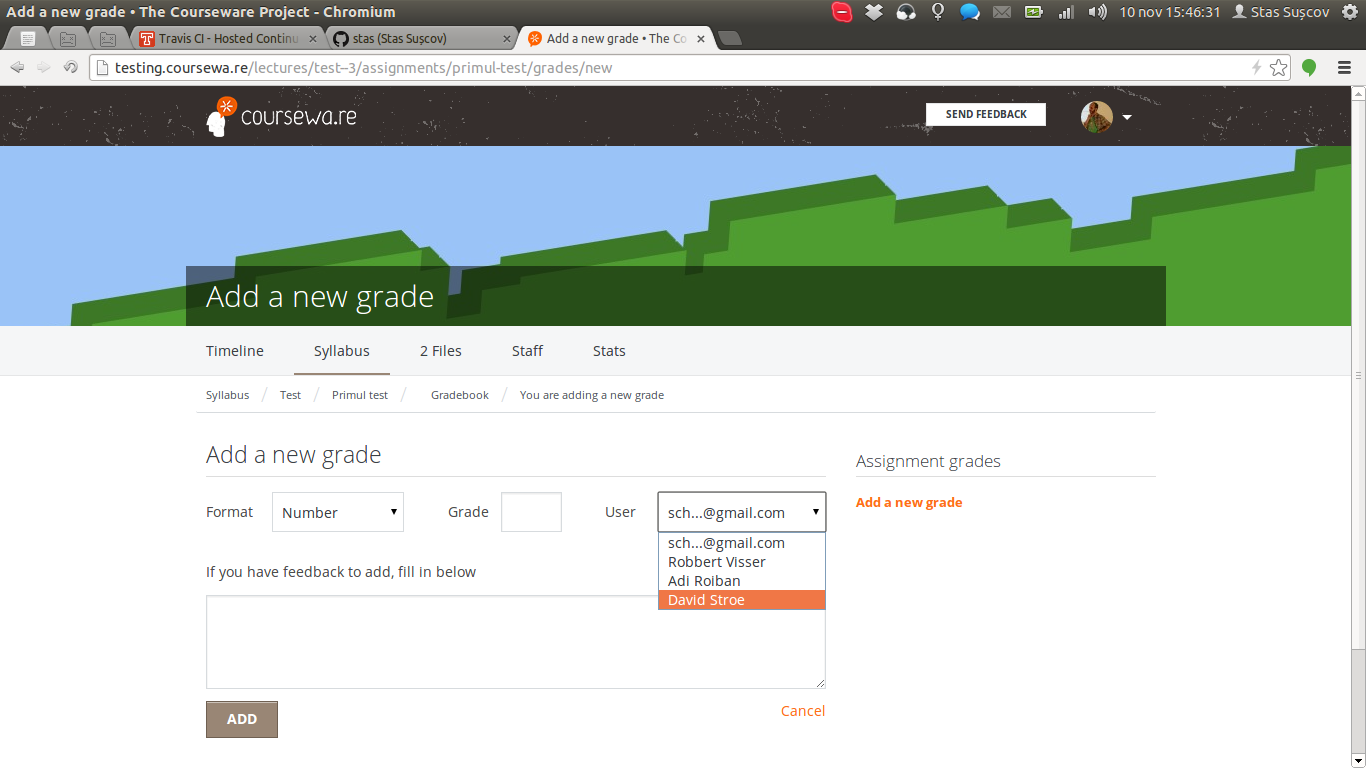 Add a new grade • The Courseware Project - Chromium
10 nov 15:46:31 Stas Sușcov
Travis CI - Hosted Continu
stas (Stas Sușcov)
Add a new grade • The Co
testing.coursewa.re/lectures/test--3/assignments/primul-test/grades/new
coursewa.re
SEND FEEDBACK
Add a new grade
Timeline Syllabus 2 Files Staff Stats
Syllabus / Test / Primul test / Gradebook / You are adding a new grade
Add a new grade
Assignment grades
Add a new grade
Format Number Grade User sch...@gmail.com
sch...@gmail.com
Robbert Visser
Adi Roiban
David Stroe
If you have feedback to add, fill in below
ADD
Cancel